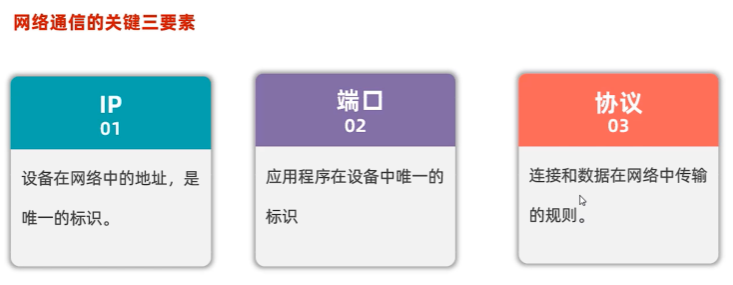 网络通信的关键三要素
IP
01
设备在网络中的地址，是
唯一的标识。
端口
02
应用程序在设备中唯一的
标识
协议
03
连接和数据在网络中传输
的规则。